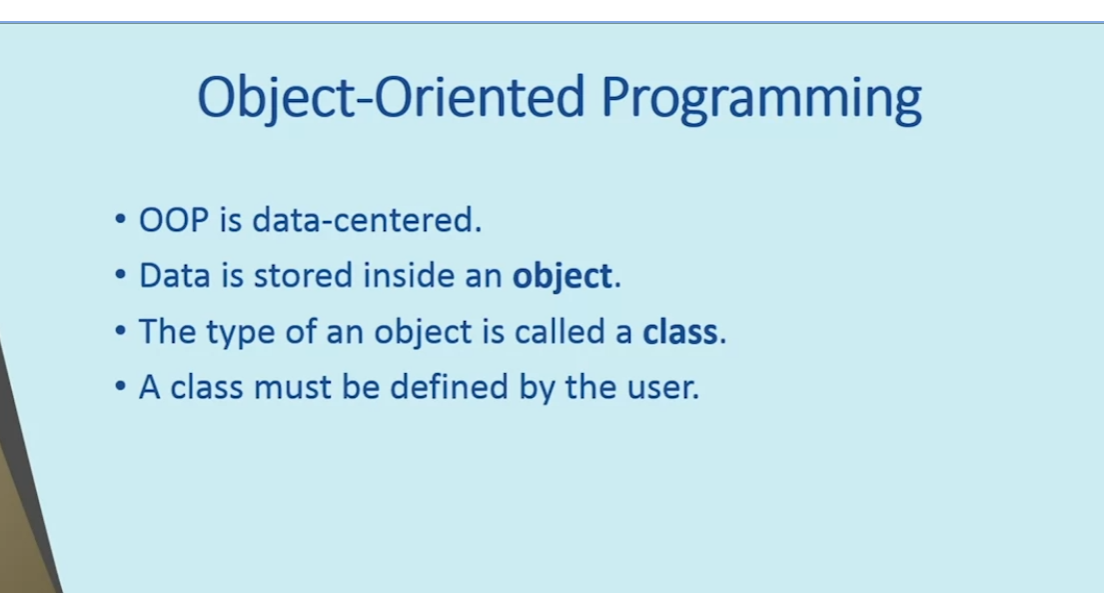 Object-Oriented Programming
• OOP is data-centered.
• Data is stored inside an object.
• The type of an object is called a class.
• A class must be defined by the user.